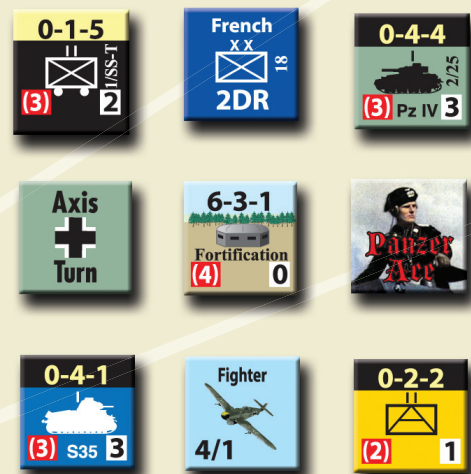 0-1-5
1/SS-T
(3) 2
French
XX
18
2DR
0-4-4
I
2/25
(3) Pz IV 3
Axis
Turn
6-3-1
Fortification
(4) 0
Panzer
Ace
0-4-1
I
(3) S35 3
Fighter
4/1
0-2-2
II
(2) 1